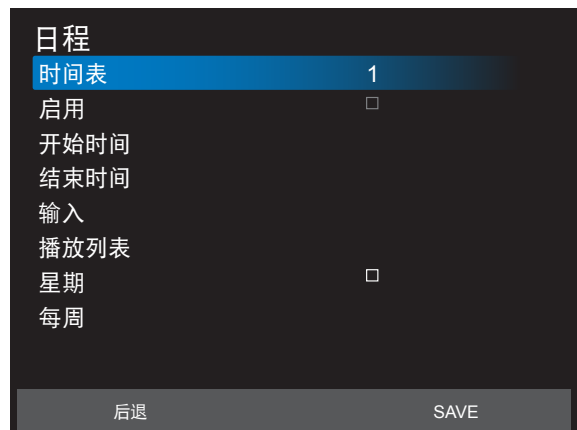 日程
时间表 1
启用
开始时间
结束时间
输入
播放列表
星期
每周
后退 SAVE